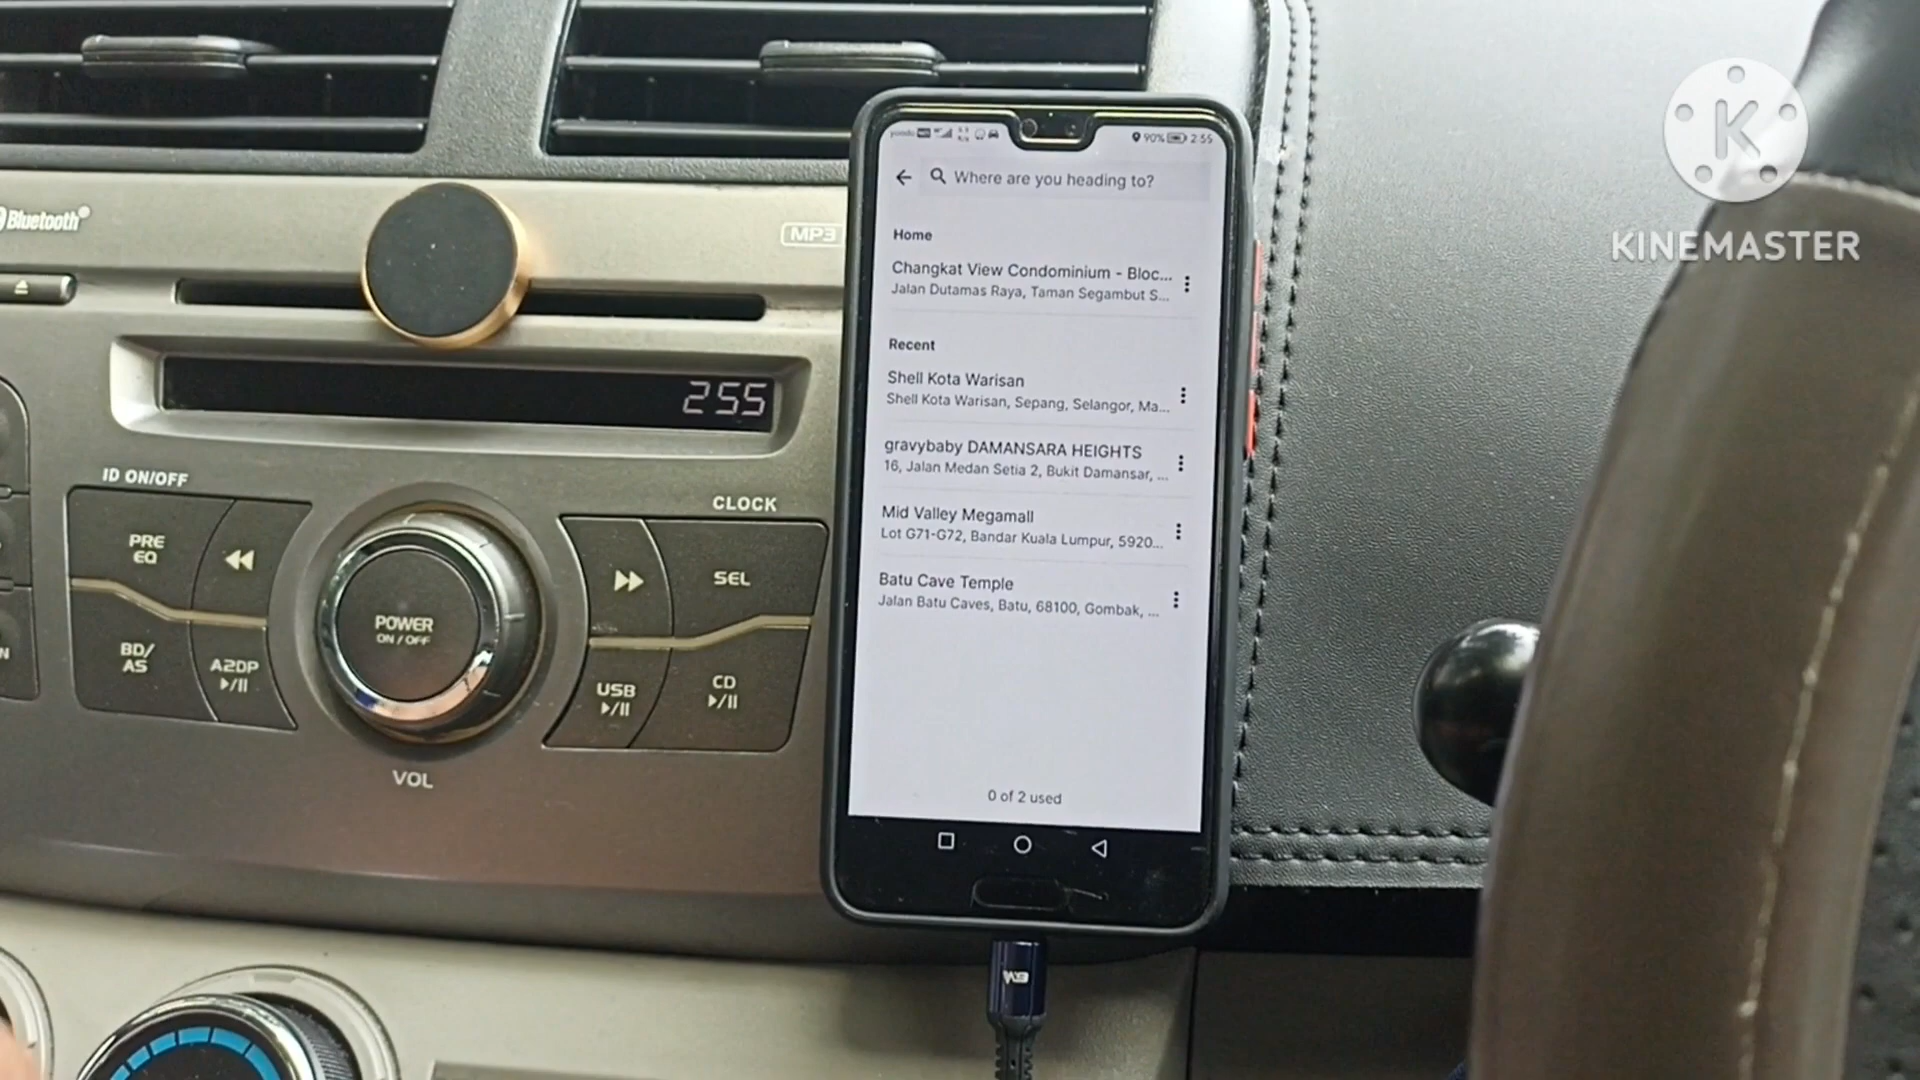 Bluetooth®
MP3
255
ID ON/OFF
CLOCK
PRE
EQ
SEL
POWER
ON / OFF
BD/
AS
A2DP
USB
CD
VOL
yoodo
90%
2:55
Where are you heading to?
Home
Changkat View Condominium - Bloc...
Jalan Dutamas Raya, Taman Segambut S...
Recent
Shell Kota Warisan
Shell Kota Warisan, Sepang, Selangor, Ma...
gravybaby DAMANSARA HEIGHTS
16, Jalan Medan Setia 2, Bukit Damansar, ...
Mid Valley Megamall
Lot G71-G72, Bandar Kuala Lumpur, 5920...
Batu Cave Temple
Jalan Batu Caves, Batu, 68100, Gombak, ...
0 of 2 used
K
KINEMASTER